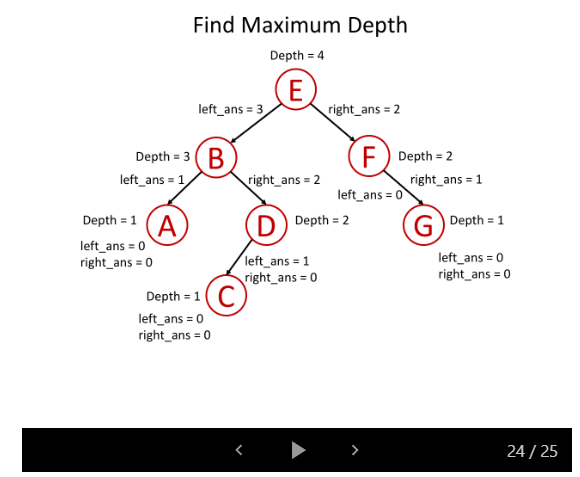 Find Maximum Depth
Depth = 4
E
left_ans = 3
right_ans = 2
Depth = 3
B
F
Depth = 2
left_ans = 1
right_ans = 2
left_ans = 0
right_ans = 1
Depth = 1
A
left_ans = 0
right_ans = 0
D
Depth = 2
G
Depth = 1
left_ans = 0
right_ans = 0
left_ans = 1
right_ans = 0
Depth = 1
C
left_ans = 0
right_ans = 0
24 / 25